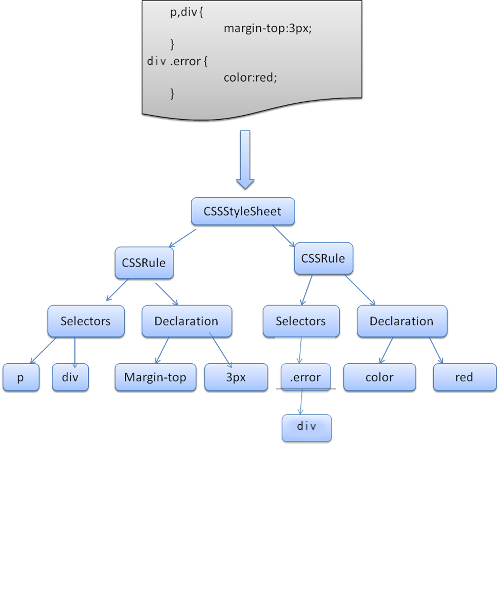 p,div{
margin-top:3px;
}
div .error{
color:red;
}
CSSStyleSheet
CSSRule
CSSRule
Selectors
Declaration
Selectors
Declaration
p
div
Margin-top
3px
.error
color
red
div